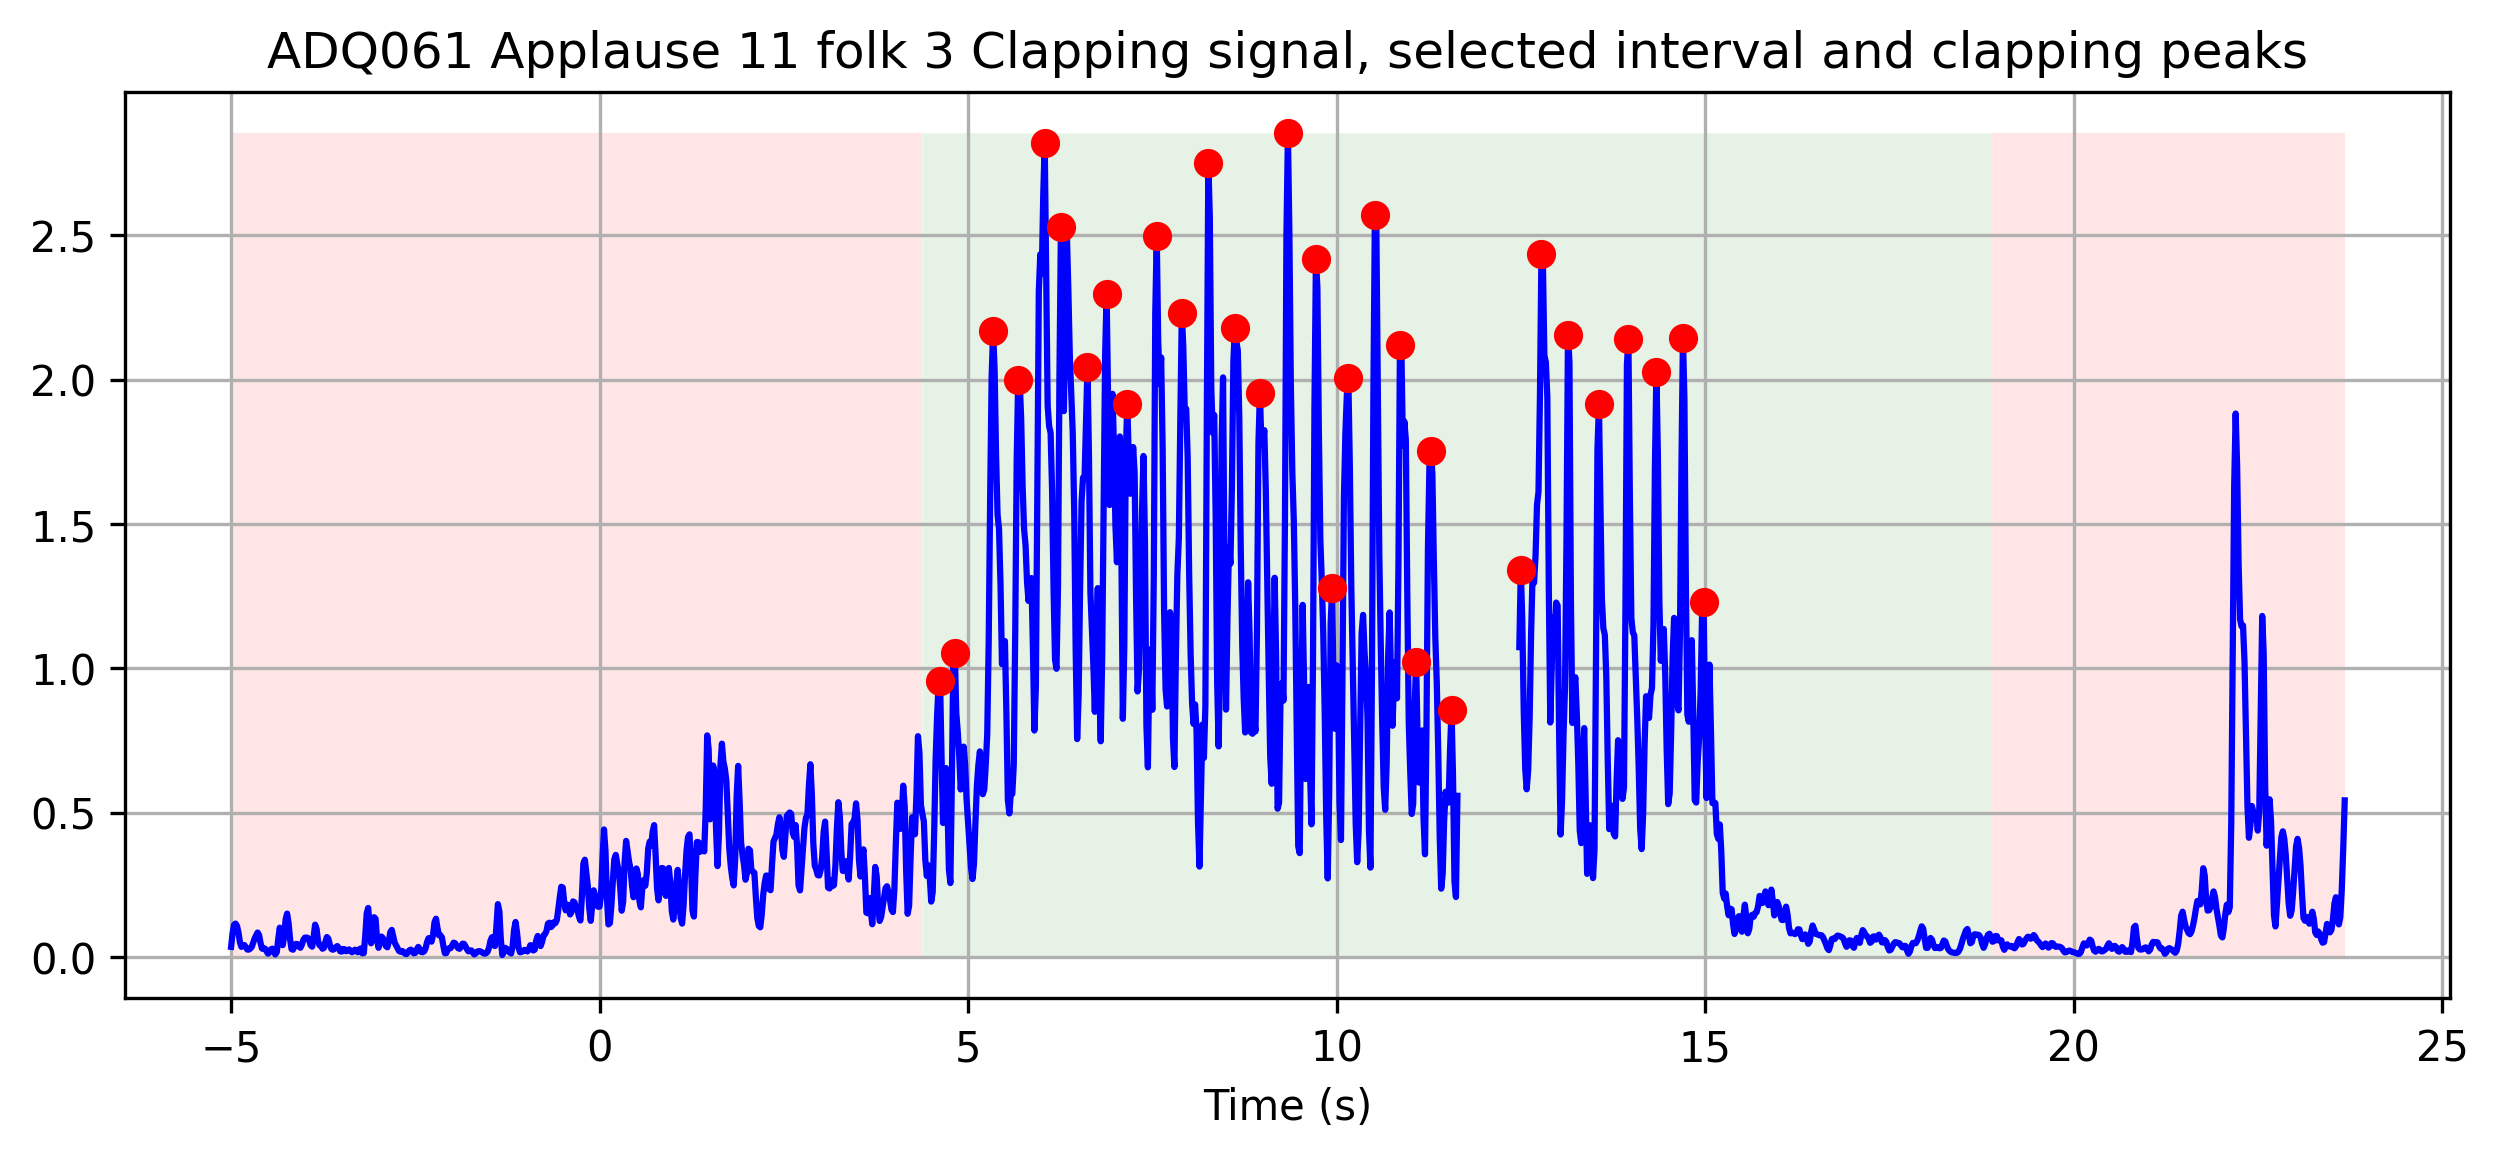 ADQ061 Applause 11 folk 3 Clapping signal, selected interval and clapping peaks
2.5
2.0
1.5
1.0
0.5
0.0
−5 0 5 10 15 20 25
Time (s)